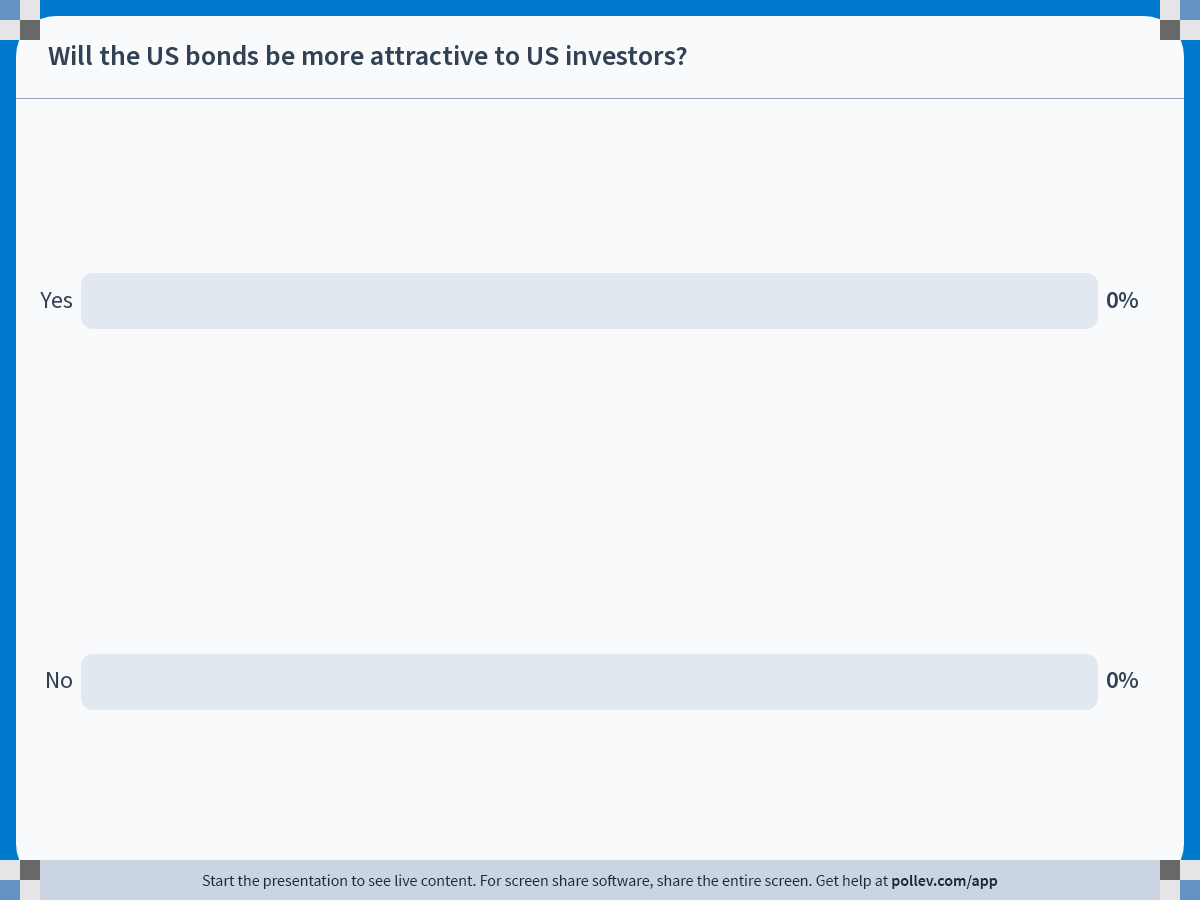 Will the US bonds be more attractive to US investors?
Yes 0%
No 0%
Start the presentation to see live content. For screen share software, share the entire screen. Get help at pollev.com/app